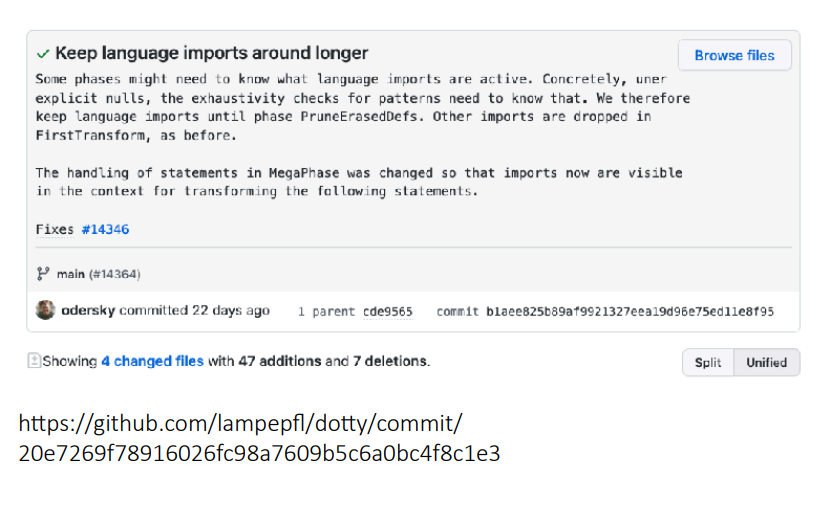 Keep language imports around longer
Browse files
Some phases might need to know what language imports are active. Concretely, uner
explicit nulls, the exhaustivity checks for patterns need to know that. We therefore
keep language imports until phase PruneErasedDefs. Other imports are dropped in
FirstTransform, as before.
The handling of statements in MegaPhase was changed so that imports now are visible
in the context for transforming the following statements.
Fixes #14346
main (#14364)
odersky committed 22 days ago 1 parent cde9565 commit b1aee825b89af9921327eea19d96e75ed11e8f95
Showing 4 changed files with 47 additions and 7 deletions.
Split Unified
https://github.com/lampepfl/dotty/commit/
20e7269f78916026fc98a7609b5c6a0bc4f8c1e3